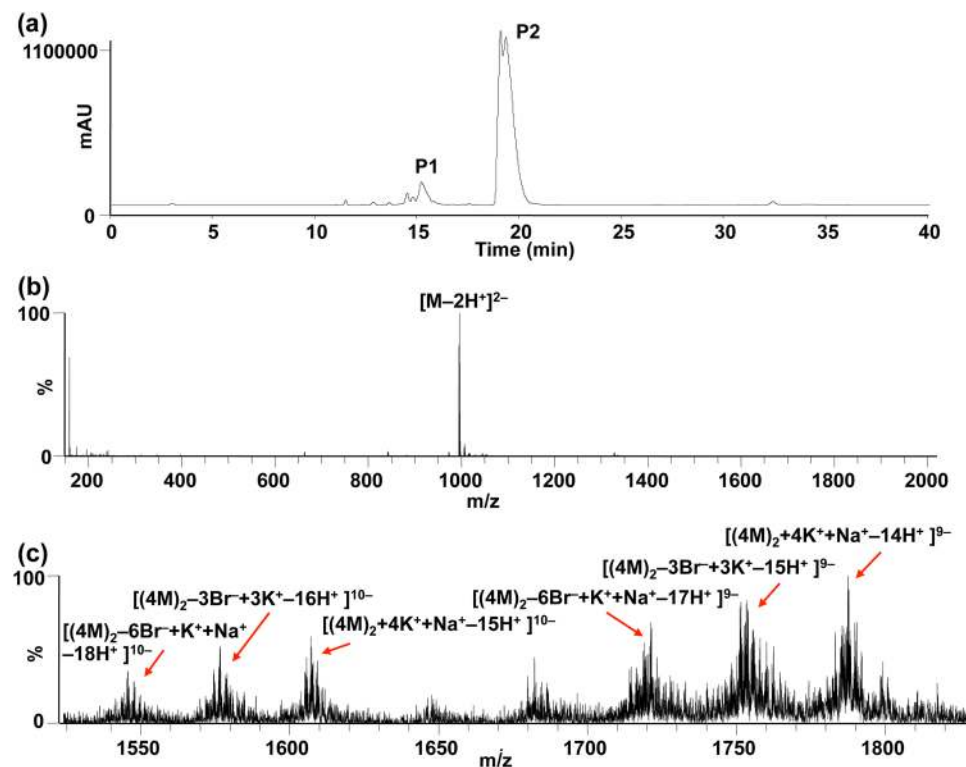 (a)
1100000
P2
P1
mAU
0
0 5 10 15 20 25 30 35 40
Time (min)
(b)
[M–2H⁺]²⁻
100
%
0
200 400 600 800 1000 1200 1400 1600 1800 2000
m/z
(c)
[(4M)₂+4K⁺+Na⁺–14H⁺ ]⁹⁻
100
[(4M)₂–3Br⁻+3K⁺–15H⁺ ]⁹⁻
[(4M)₂–3Br⁻+3K⁺–16H⁺ ]¹⁰⁻
[(4M)₂–6Br⁻+K⁺+Na⁺–17H⁺ ]⁹⁻
[(4M)₂+4K⁺+Na⁺–15H⁺ ]¹⁰⁻
[(4M)₂–6Br⁻+K⁺+Na⁺
–18H⁺ ]¹⁰⁻
%
0
1550 1600 1650 1700 1750 1800
m/z